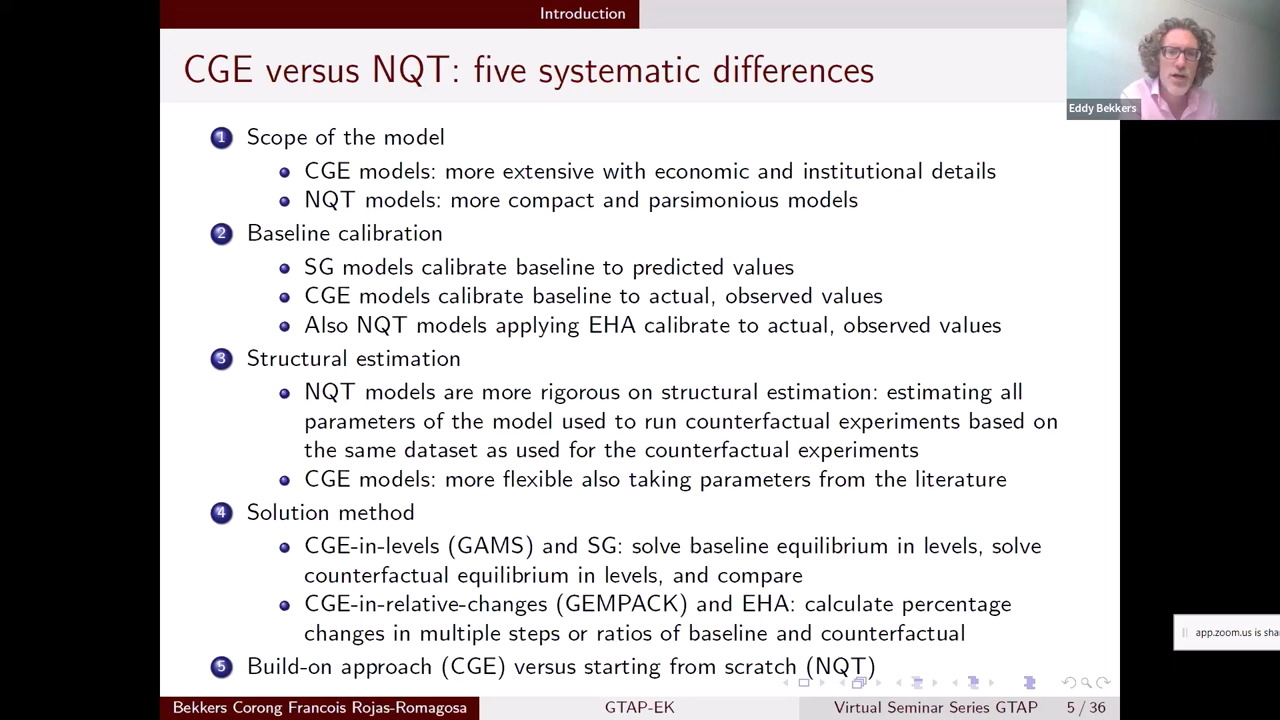 Introduction
CGE versus NQT: five systematic differences
Eddy Bekkers
1 Scope of the model
CGE models: more extensive with economic and institutional details
NQT models: more compact and parsimonious models
2 Baseline calibration
SG models calibrate baseline to predicted values
CGE models calibrate baseline to actual, observed values
Also NQT models applying EHA calibrate to actual, observed values
3 Structural estimation
NQT models are more rigorous on structural estimation: estimating all
parameters of the model used to run counterfactual experiments based on
the same dataset as used for the counterfactual experiments
CGE models: more flexible also taking parameters from the literature
4 Solution method
CGE-in-levels (GAMS) and SG: solve baseline equilibrium in levels, solve
counterfactual equilibrium in levels, and compare
CGE-in-relative-changes (GEMPACK) and EHA: calculate percentage
changes in multiple steps or ratios of baseline and counterfactual
app.zoom.us is shar
5 Build-on approach (CGE) versus starting from scratch (NQT)
Bekkers Corong Francois Rojas-Romagosa
GTAP-EK
Virtual Seminar Series GTAP
5 / 36